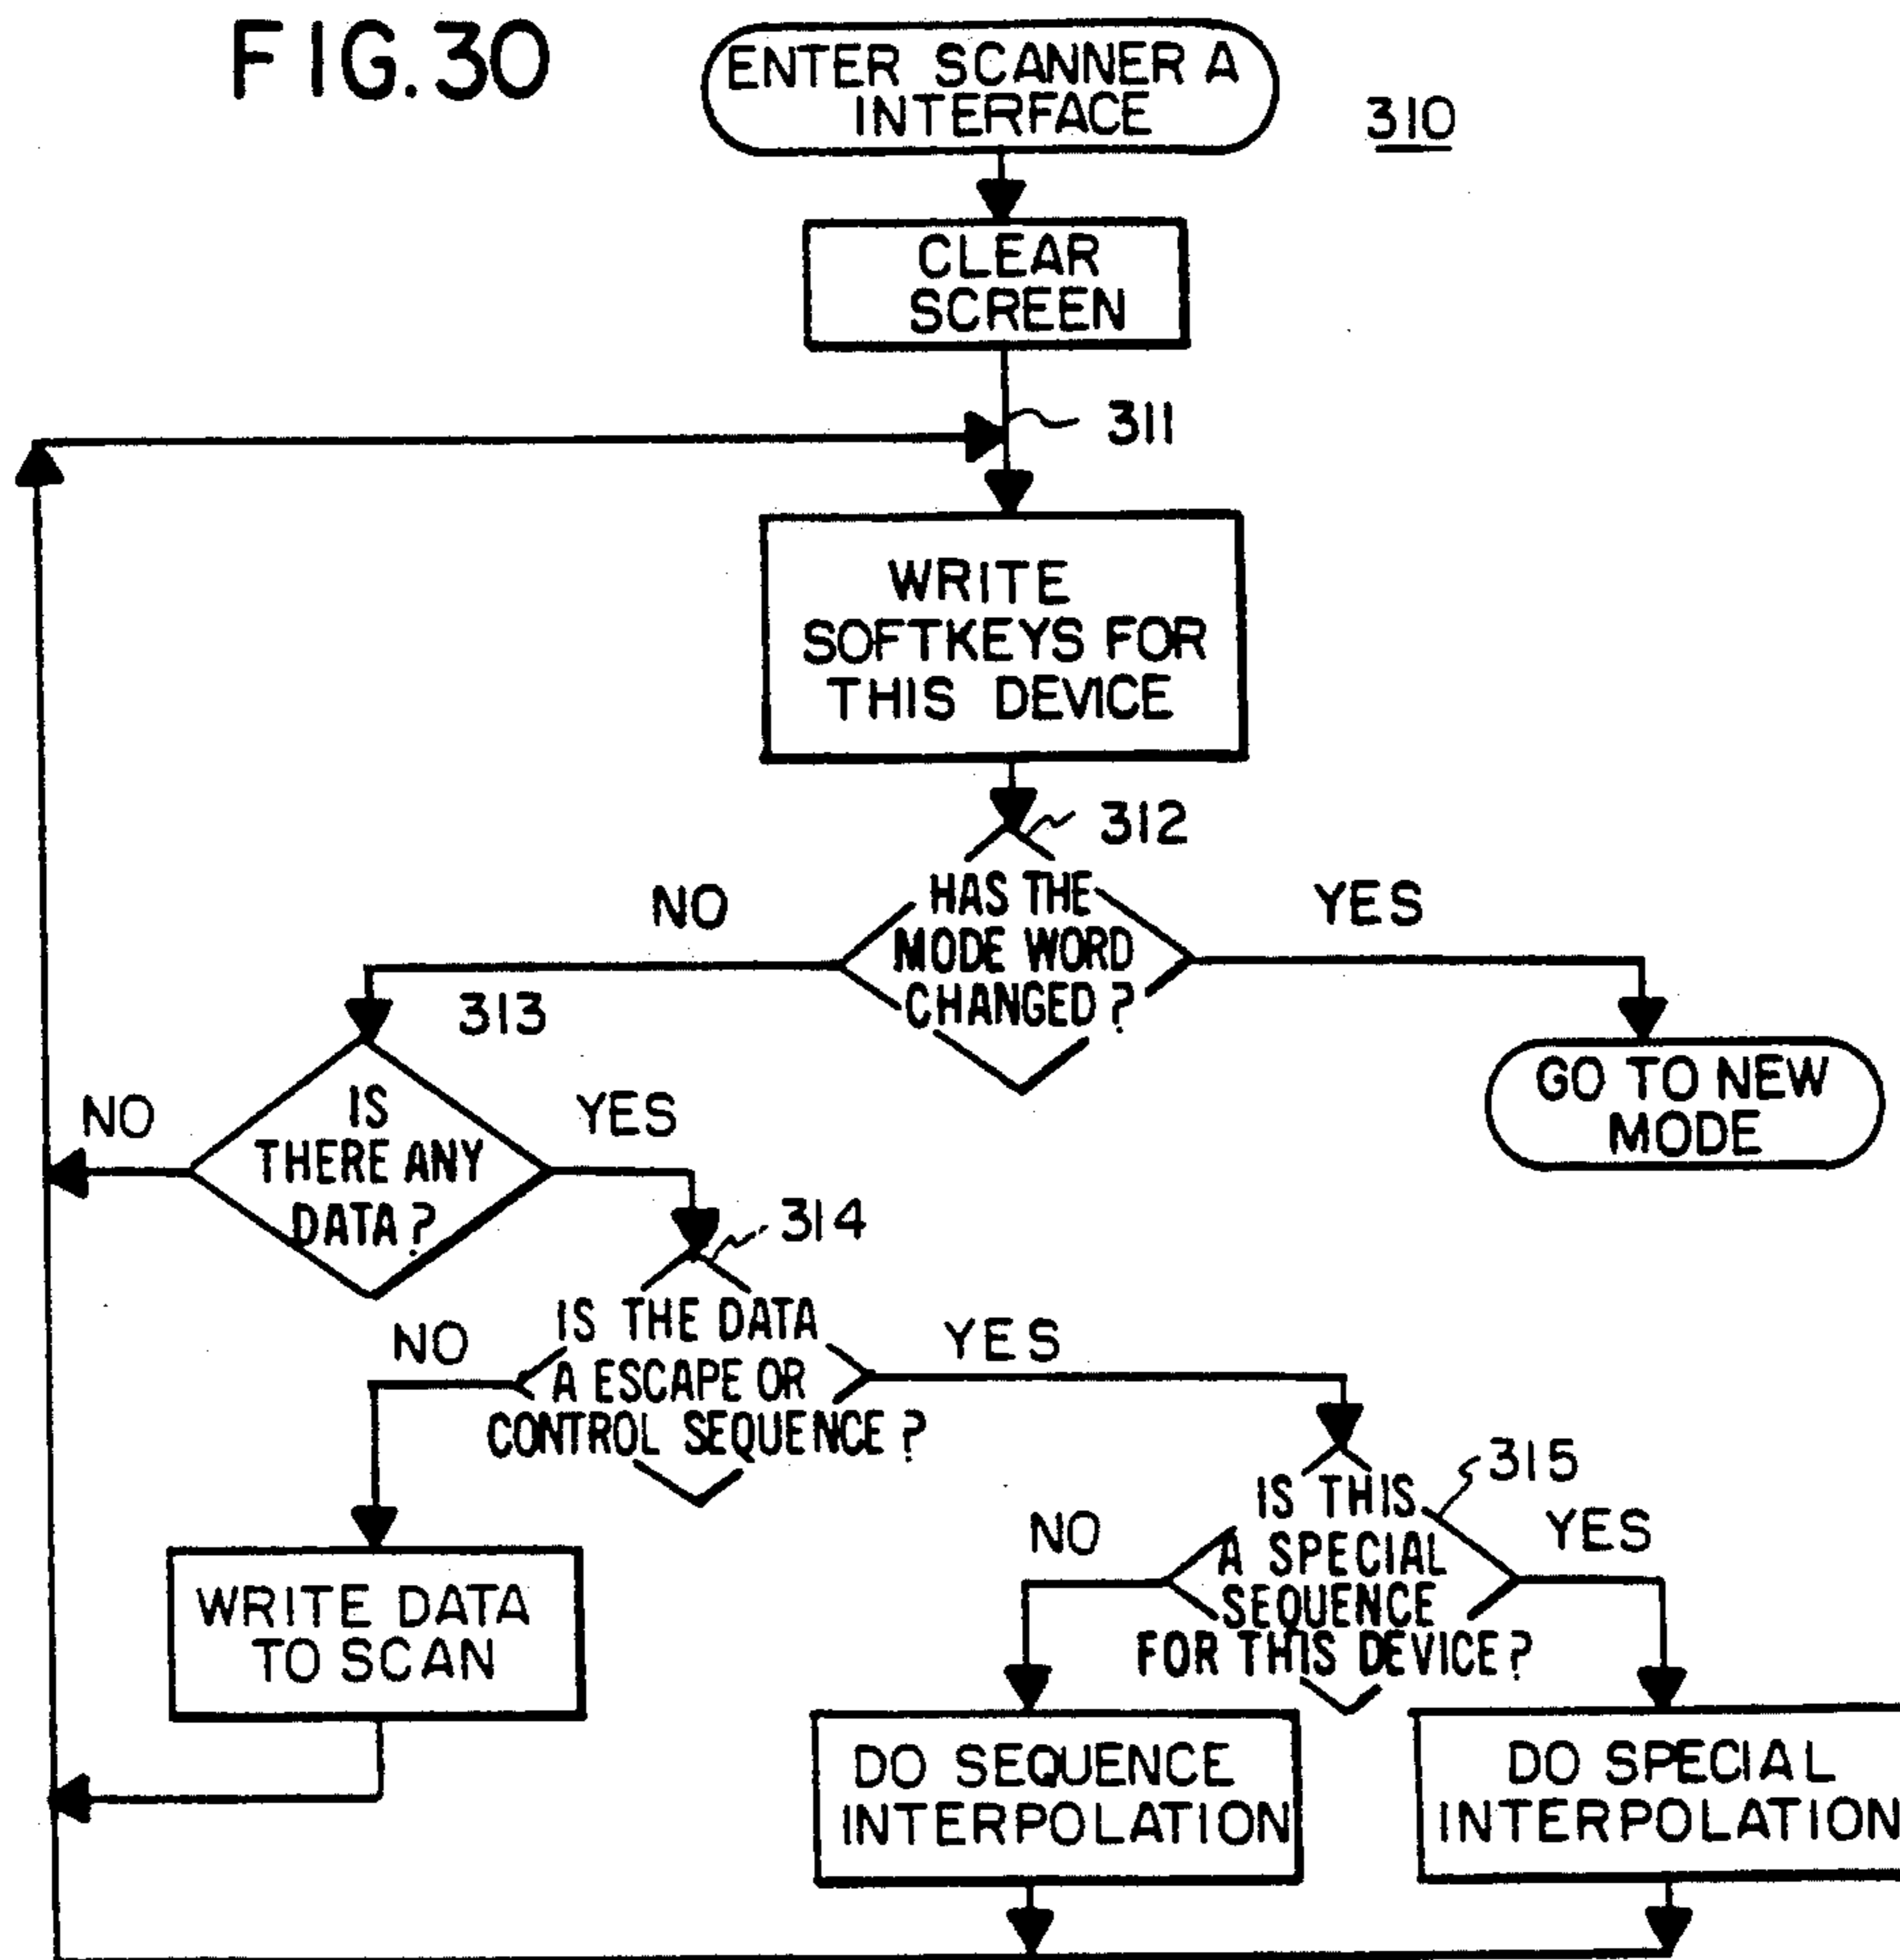 FIG.30
ENTER SCANNER A
INTERFACE
310
CLEAR
SCREEN
311
WRITE
SOFTKEYS FOR
THIS DEVICE
312
NO
HAS THE
MODE WORD
CHANGED?
YES
313
GO TO NEW
MODE
NO
IS
THERE ANY
DATA?
YES
314
NO
IS THE DATA
A ESCAPE OR
CONTROL SEQUENCE?
YES
315
NO
IS THIS
A SPECIAL
SEQUENCE
FOR THIS DEVICE?
YES
WRITE DATA
TO SCAN
DO SEQUENCE
INTERPOLATION
DO SPECIAL
INTERPOLATION